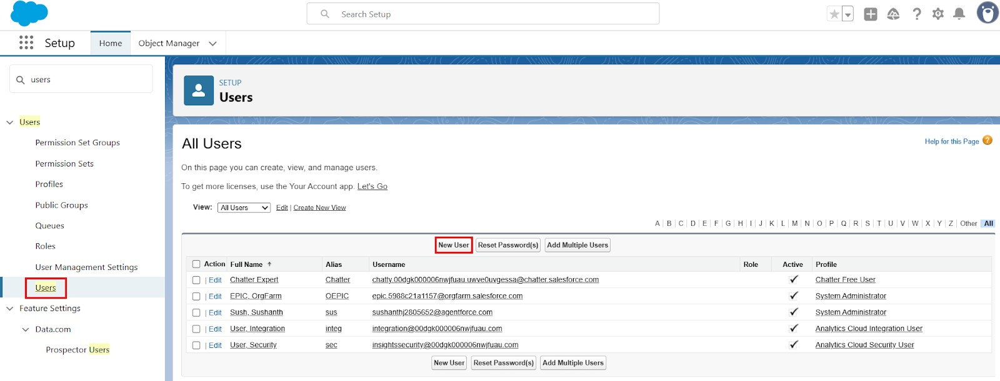 Search Setup
Setup
Home
Object Manager
users
Users
Permission Set Groups
Permission Sets
Profiles
Public Groups
Queues
Roles
User Management Settings
Users
Feature Settings
Data.com
Prospector Users
SETUP
Users
All Users
Help for this Page ?
On this page you can create, view, and manage users.
To get more licenses, use the Your Account app. Let's Go
View: All Users Edit | Create New View
A | B | C | D | E | F | G | H | I | J | K | L | M | N | O | P | Q | R | S | T | U | V | W | X | Y | Z | Other | All
New User Reset Password(s) Add Multiple Users
Action Full Name ↑ Alias Username Role Active Profile
| Edit Chatter Expert Chatter chatty.00dgk000006nwjfuau.uwve0uvgessa@chatter.salesforce.com ✓ Chatter Free User
| Edit EPIC, OrgFarm OEPIC epic.5988c21a1157@orgfarm.salesforce.com ✓ System Administrator
| Edit Sush, Sushanth sus sushanthj2805652@agentforce.com ✓ System Administrator
| Edit User, Integration integ integration@00dgk000006nwjfuau.com ✓ Analytics Cloud Integration User
| Edit User, Security sec insightssecurity@00dgk000006nwjfuau.com ✓ Analytics Cloud Security User
New User Reset Password(s) Add Multiple Users